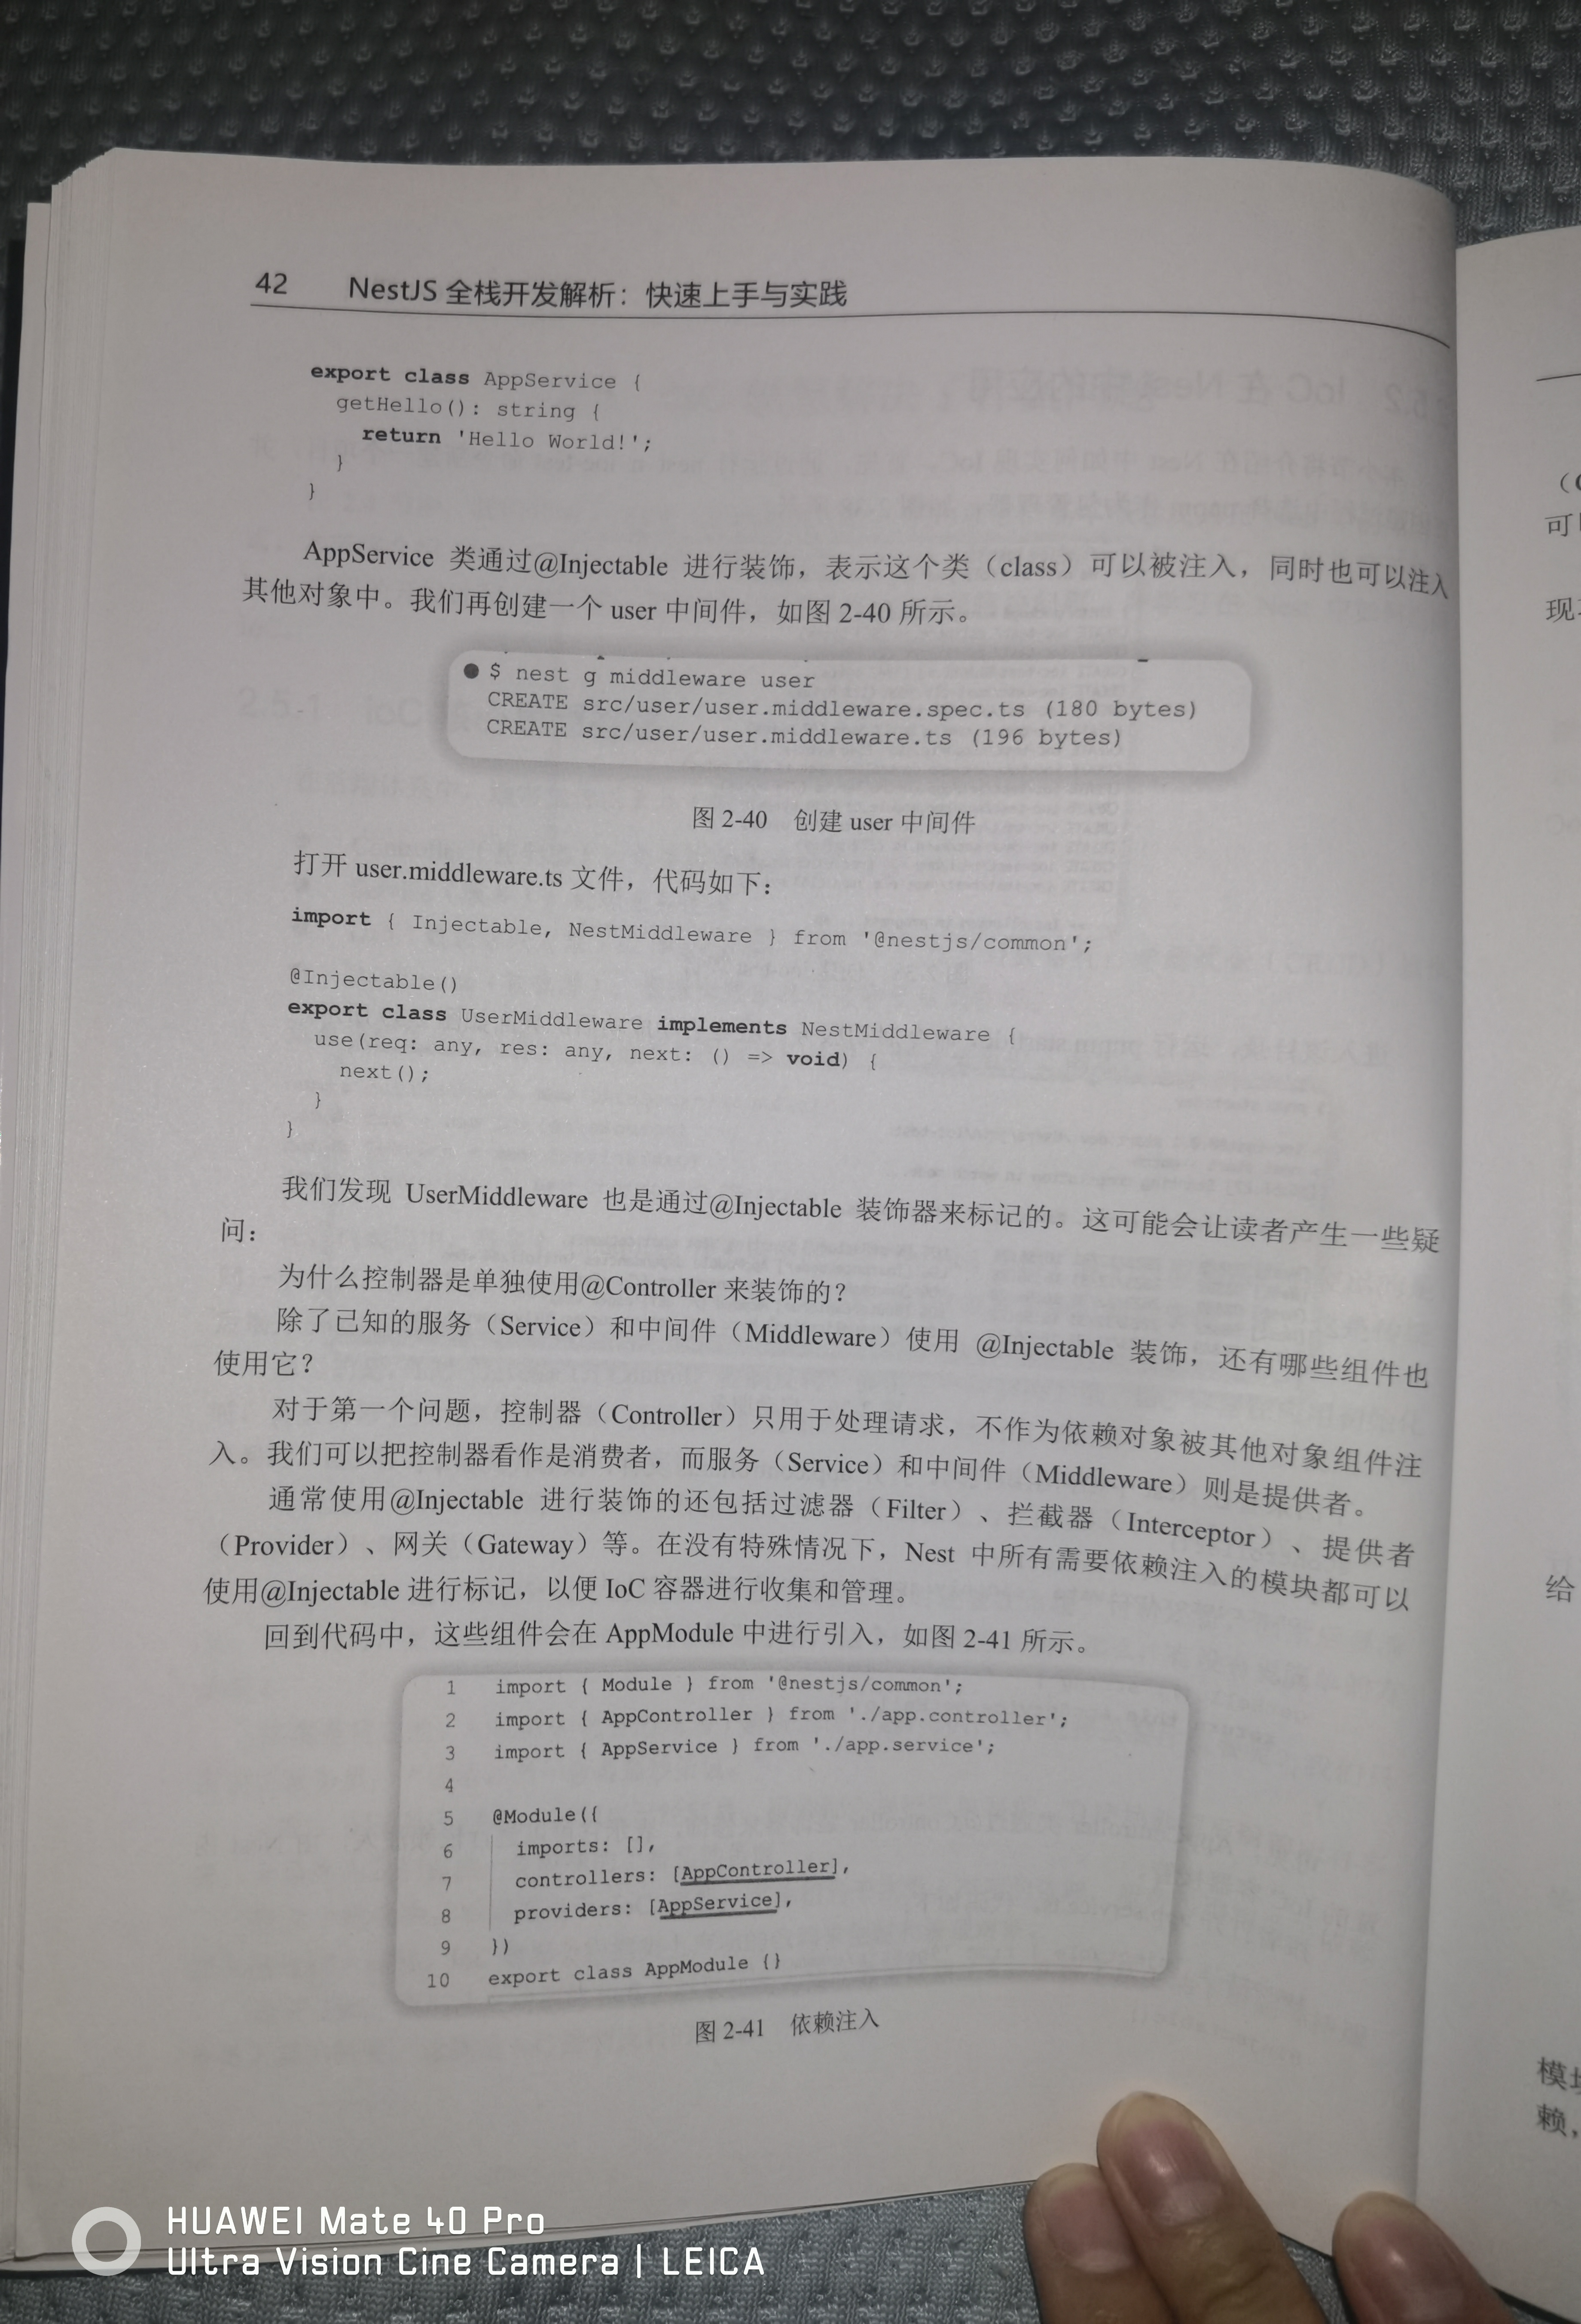 42 NestJS 全栈开发解析：快速上手与实践
export class AppService {
  getHello(): string {
    return 'Hello World!';
  }
}
AppService 类通过@Injectable 进行装饰，表示这个类（class）可以被注入，同时也可以注入
其他对象中。我们再创建一个 user 中间件，如图 2-40 所示。
$ nest g middleware user
CREATE src/user/user.middleware.spec.ts (180 bytes)
CREATE src/user/user.middleware.ts (196 bytes)
图 2-40 创建 user 中间件
打开 user.middleware.ts 文件，代码如下：
import { Injectable, NestMiddleware } from '@nestjs/common';
@Injectable()
export class UserMiddleware implements NestMiddleware {
  use(req: any, res: any, next: () => void) {
    next();
  }
}
我们发现 UserMiddleware 也是通过@Injectable 装饰器来标记的。这可能会让读者产生一些疑
问：
为什么控制器是单独使用@Controller 来装饰的？
除了已知的服务（Service）和中间件（Middleware）使用 @Injectable 装饰，还有哪些组件也
使用它？
对于第一个问题，控制器（Controller）只用于处理请求，不作为依赖对象被其他对象组件注
入。我们可以把控制器看作是消费者，而服务（Service）和中间件（Middleware）则是提供者。
通常使用@Injectable 进行装饰的还包括过滤器（Filter）、拦截器（Interceptor）、提供者
（Provider）、网关（Gateway）等。在没有特殊情况下，Nest 中所有需要依赖注入的模块都可以
使用@Injectable 进行标记，以便 IoC 容器进行收集和管理。
回到代码中，这些组件会在 AppModule 中进行引入，如图 2-41 所示。
1 import { Module } from '@nestjs/common';
2 import { AppController } from './app.controller';
3 import { AppService } from './app.service';
4
5 @Module({
6   imports: [],
7   controllers: [AppController],
8   providers: [AppService],
9 })
10 export class AppModule {}
图 2-41 依赖注入
给
HUAWEI Mate 40 Pro
Ultra Vision Cine Camera | LEICA